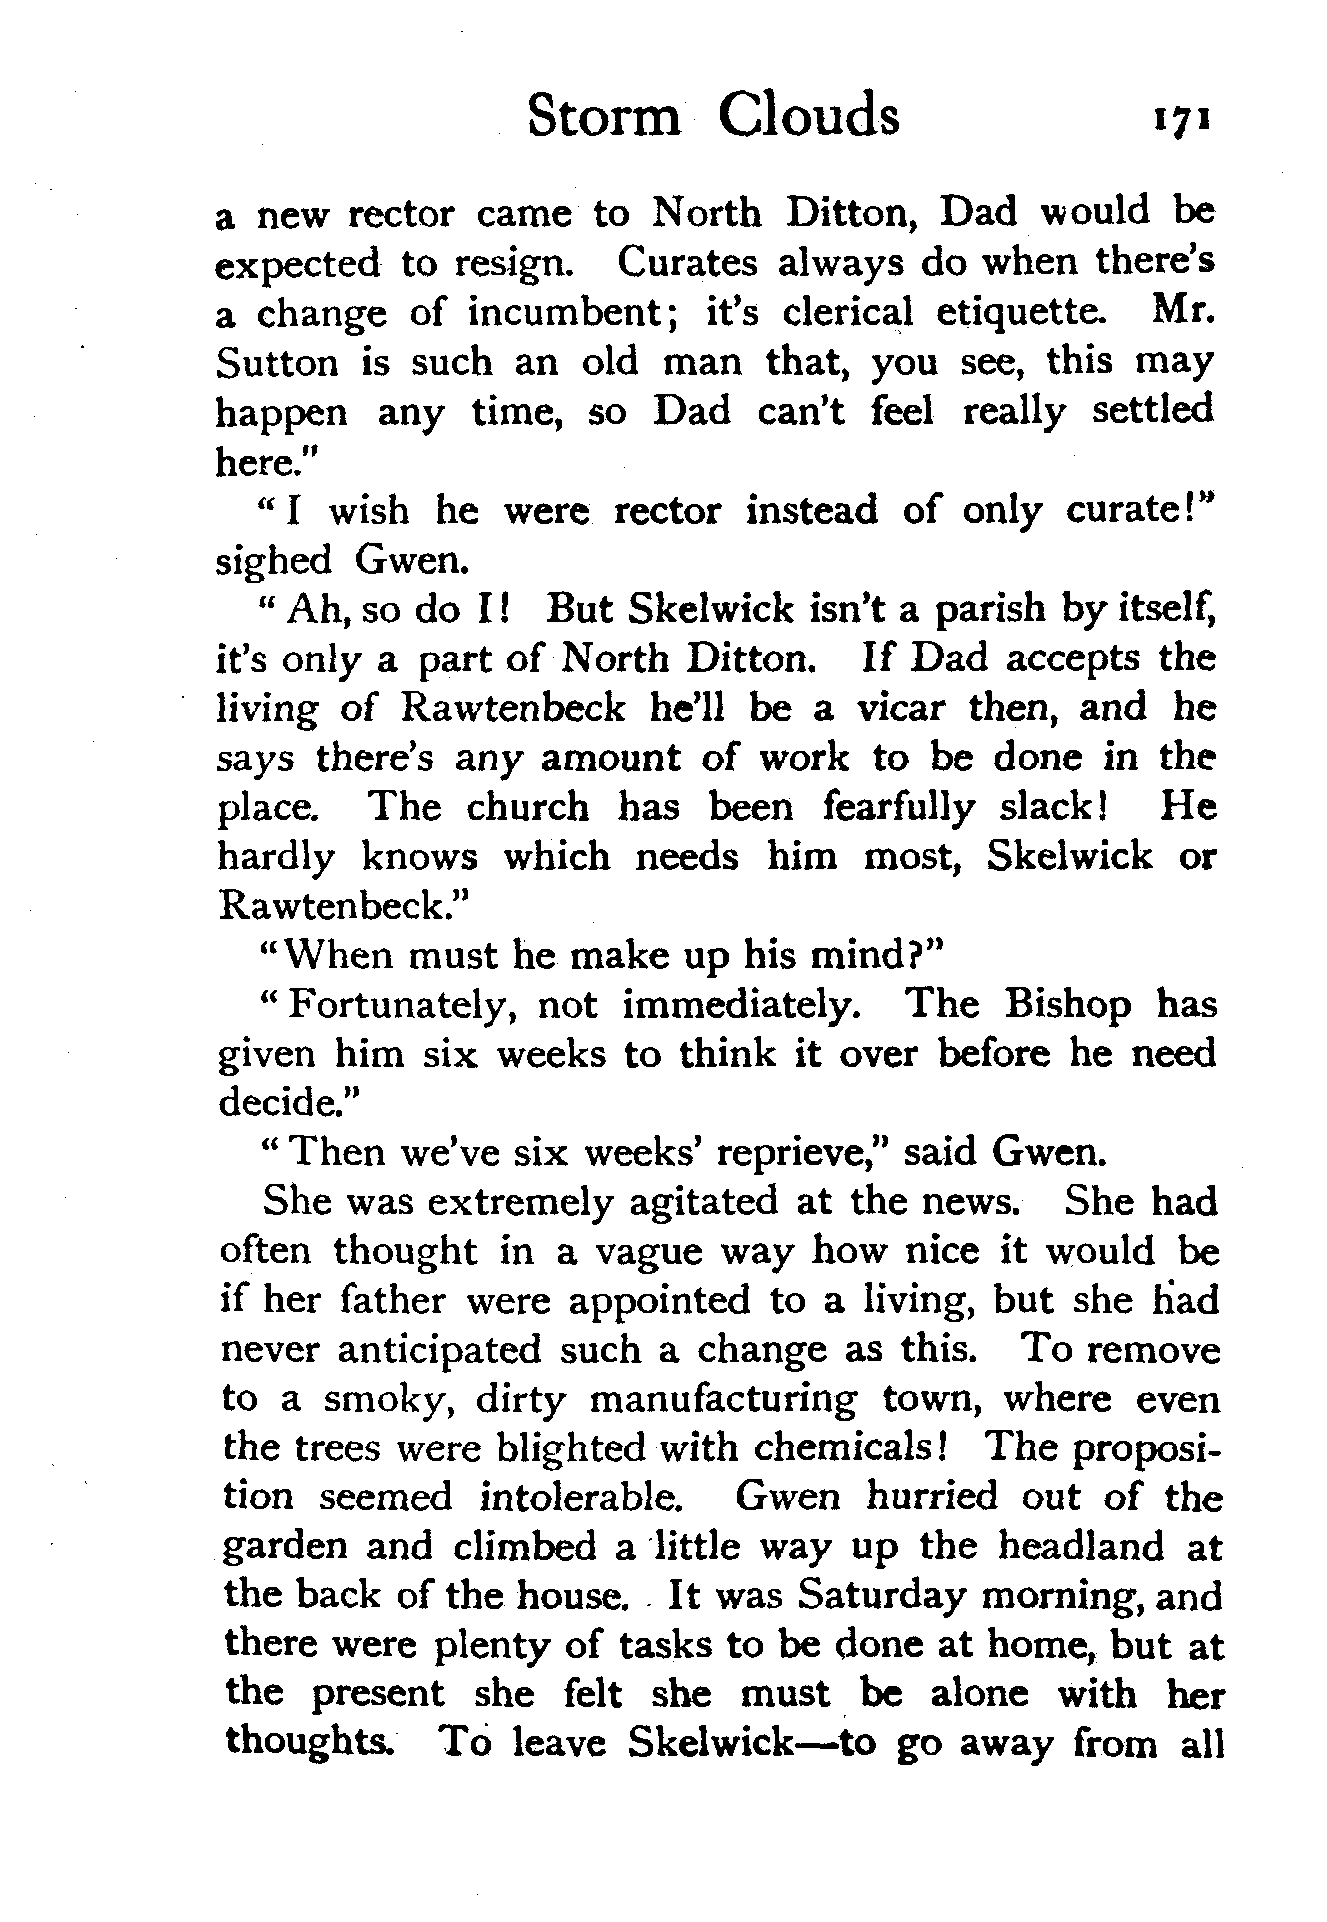 Storm Clouds 171
a new rector came to North Ditton, Dad would be
expected to resign. Curates always do when there's
a change of incumbent; it's clerical etiquette. Mr.
Sutton is such an old man that, you see, this may
happen any time, so Dad can't feel really settled
here."
"I wish he were rector instead of only curate!"
sighed Gwen.
"Ah, so do I! But Skelwick isn't a parish by itself,
it's only a part of North Ditton. If Dad accepts the
living of Rawtenbeck he'll be a vicar then, and he
says there's any amount of work to be done in the
place. The church has been fearfully slack! He
hardly knows which needs him most, Skelwick or
Rawtenbeck."
"When must he make up his mind?"
"Fortunately, not immediately. The Bishop has
given him six weeks to think it over before he need
decide."
"Then we've six weeks' reprieve," said Gwen.
She was extremely agitated at the news. She had
often thought in a vague way how nice it would be
if her father were appointed to a living, but she had
never anticipated such a change as this. To remove
to a smoky, dirty manufacturing town, where even
the trees were blighted with chemicals! The proposi-
tion seemed intolerable. Gwen hurried out of the
garden and climbed a little way up the headland at
the back of the house. It was Saturday morning, and
there were plenty of tasks to be done at home, but at
the present she felt she must be alone with her
thoughts. To leave Skelwick—to go away from all